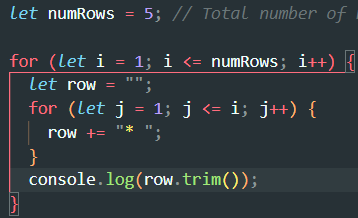 let numRows = 5; // Total number of
for (let i = 1; i <= numRows; i++) {
let row = "";
for (let j = 1; j <= i; j++) {
row += "* ";
}
console.log(row.trim());
}